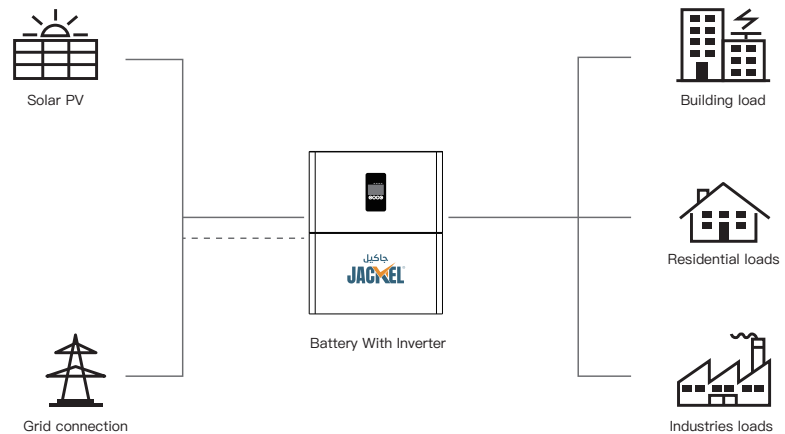 Solar PV
Building load
جاكيل
JACKEL
Residential loads
Battery With Inverter
Grid connection
Industries loads